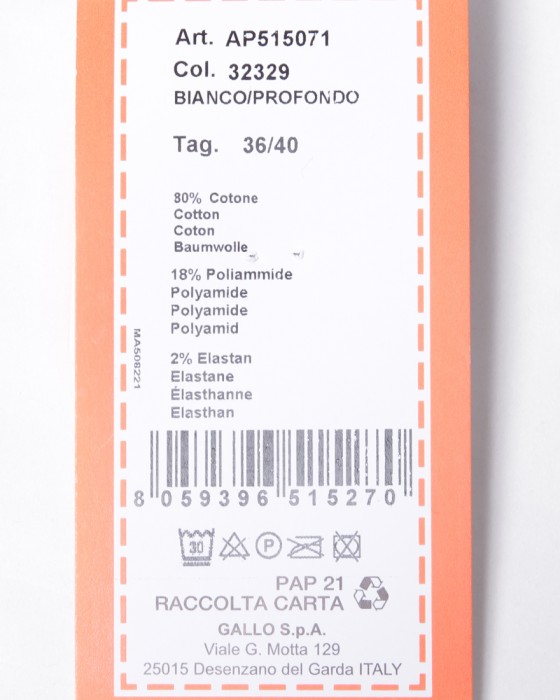 Art. AP515071
Col. 32329
BIANCO/PROFONDO
Tag. 36/40
80% Cotone
Cotton
Coton
Baumwolle
18% Poliammide
Polyamide
Polyamide
Polyamid
2% Elastan
Elastane
Élasthanne
Elasthan
MA506221
8 059396 515270
30 P
PAP 21
RACCOLTA CARTA
GALLO S.p.A.
Viale G. Motta 129
25015 Desenzano del Garda ITALY